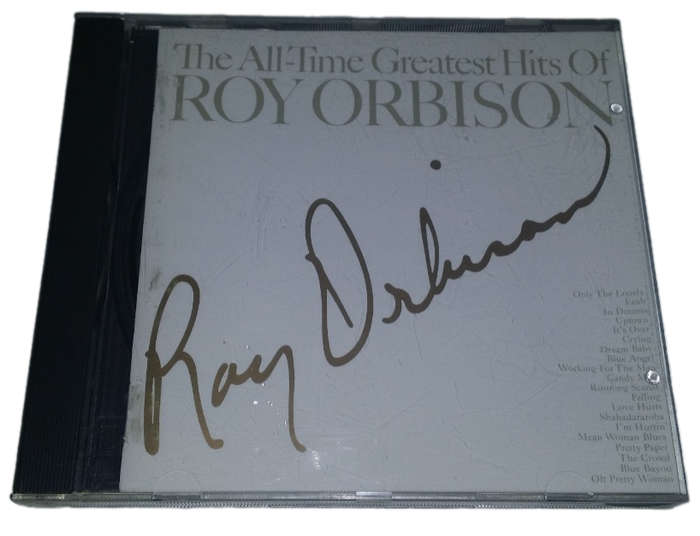 The All-Time Greatest Hits Of
ROY ORBISON
Roy Orbison
Only The Lonely
Leah
In Dreams
Uptown
It's Over
Crying
Dream Baby
Blue Angel
Working For The Man
Candy Man
Running Scared
Falling
Love Hurts
Shahadararoba
I'm Hurtin'
Mean Woman Blues
Pretty Paper
The Crowd
Blue Bayou
Oh Pretty Woman